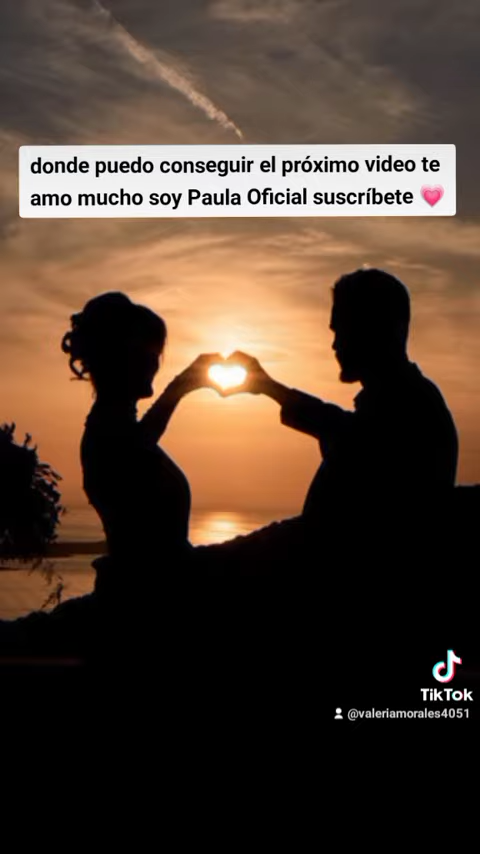 donde puedo conseguir el próximo video te
amo mucho soy Paula Oficial suscríbete 💗
TikTok
@valeriamorales4051